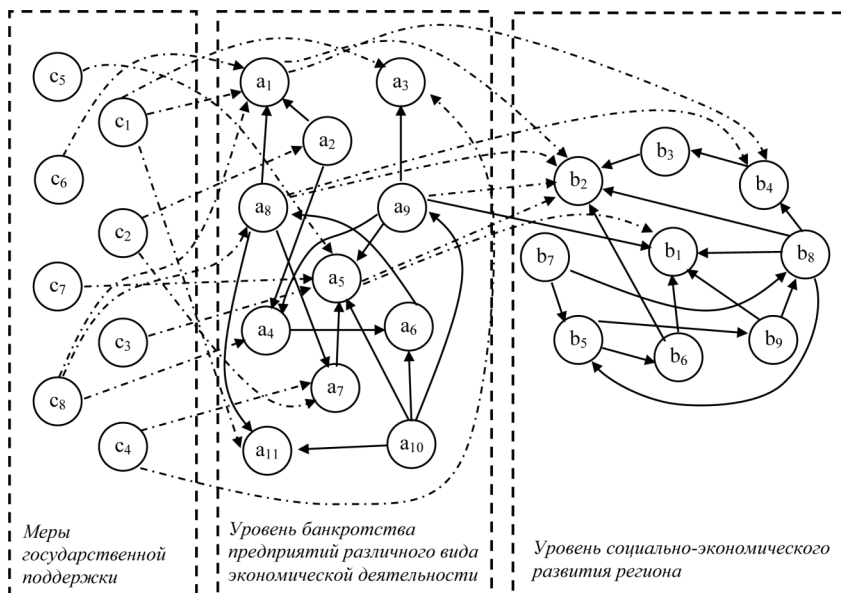 c5
c1
c6
c2
c7
c3
c8
c4
Меры
государственной
поддержки
a1
a3
a2
a8
a9
a5
a4
a6
a7
a11
a10
Уровень банкротства
предприятий различного вида
экономической деятельности
b3
b2
b4
b1
b7
b8
b5
b6
b9
Уровень социально-экономического
развития региона